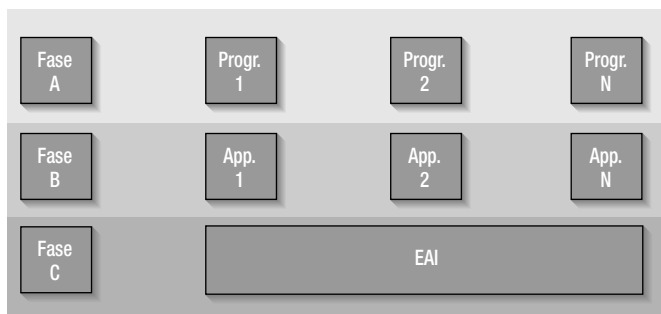 Fase
A
Progr.
1
Progr.
2
Progr.
N
Fase
B
App.
1
App.
2
App.
N
Fase
C
EAI